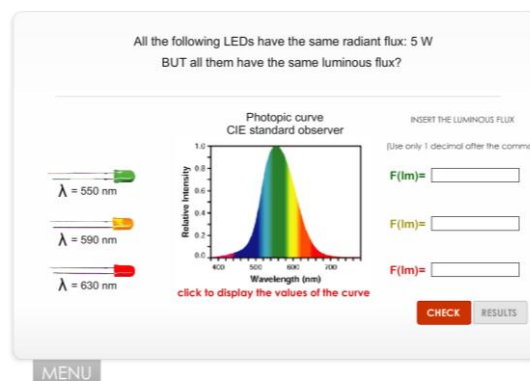 All the following LEDs have the same radiant flux: 5 W
BUT all them have the same luminous flux?
Photopic curve
CIE standard observer
INSERT THE LUMINOUS FLUX
(Use only 1 decimal after the comma
1.0
0.8
0.6
0.4
0.2
0.0
Relative Intensity
400 500 600 700
Wavelength (nm)
click to display the values of the curve
λ = 550 nm
λ = 590 nm
λ = 630 nm
F(lm)=
F(lm)=
F(lm)=
CHECK
RESULTS
MENU